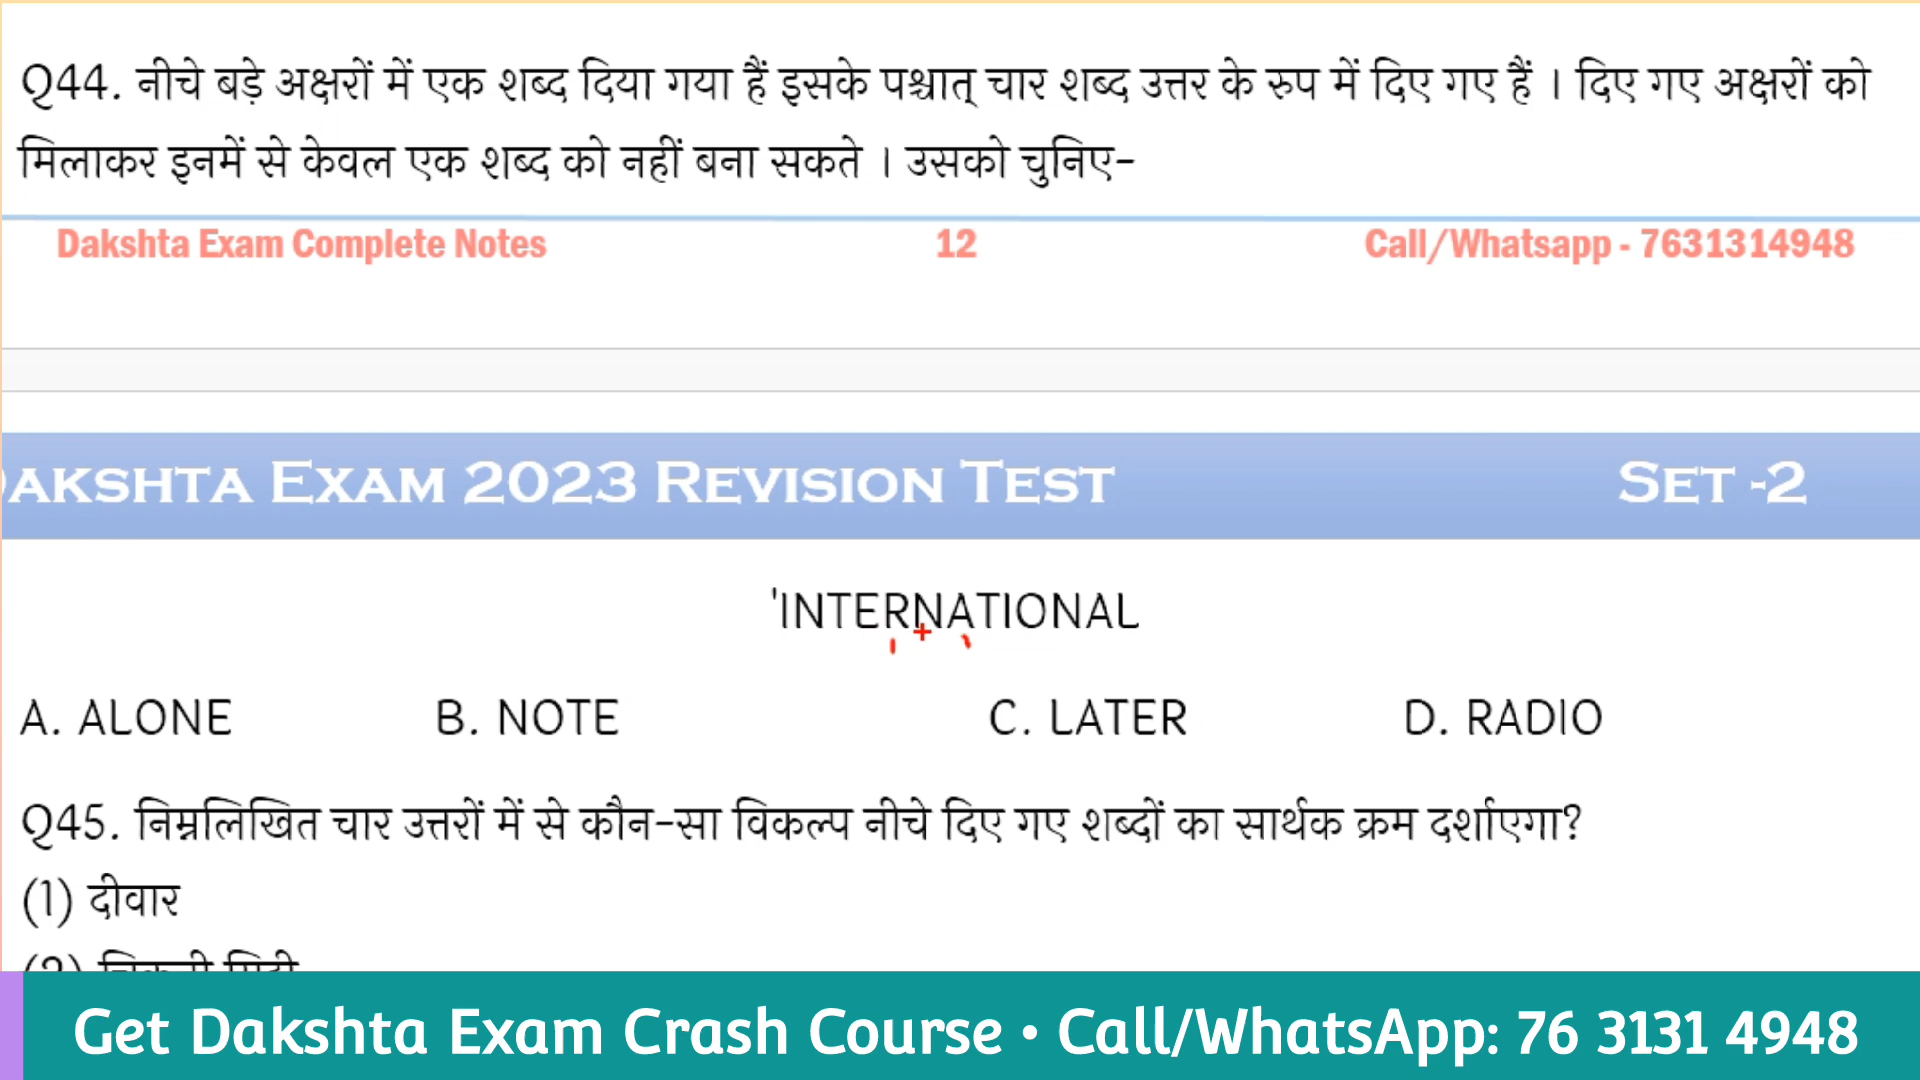 Q44. नीचे बड़े अक्षरों में एक शब्द दिया गया हैं इसके पश्चात् चार शब्द उत्तर के रुप में दिए गए हैं । दिए गए अक्षरों को
मिलाकर इनमें से केवल एक शब्द को नहीं बना सकते । उसको चुनिए-
Dakshta Exam Complete Notes 12 Call/Whatsapp - 7631314948
DAKSHTA EXAM 2023 REVISION TEST SET -2
'INTERNATIONAL
A. ALONE B. NOTE C. LATER D. RADIO
Q45. निम्नलिखित चार उत्तरों में से कौन-सा विकल्प नीचे दिए गए शब्दों का सार्थक क्रम दर्शाएगा?
(1) दीवार
(2)
Get Dakshta Exam Crash Course • Call/WhatsApp: 76 3131 4948